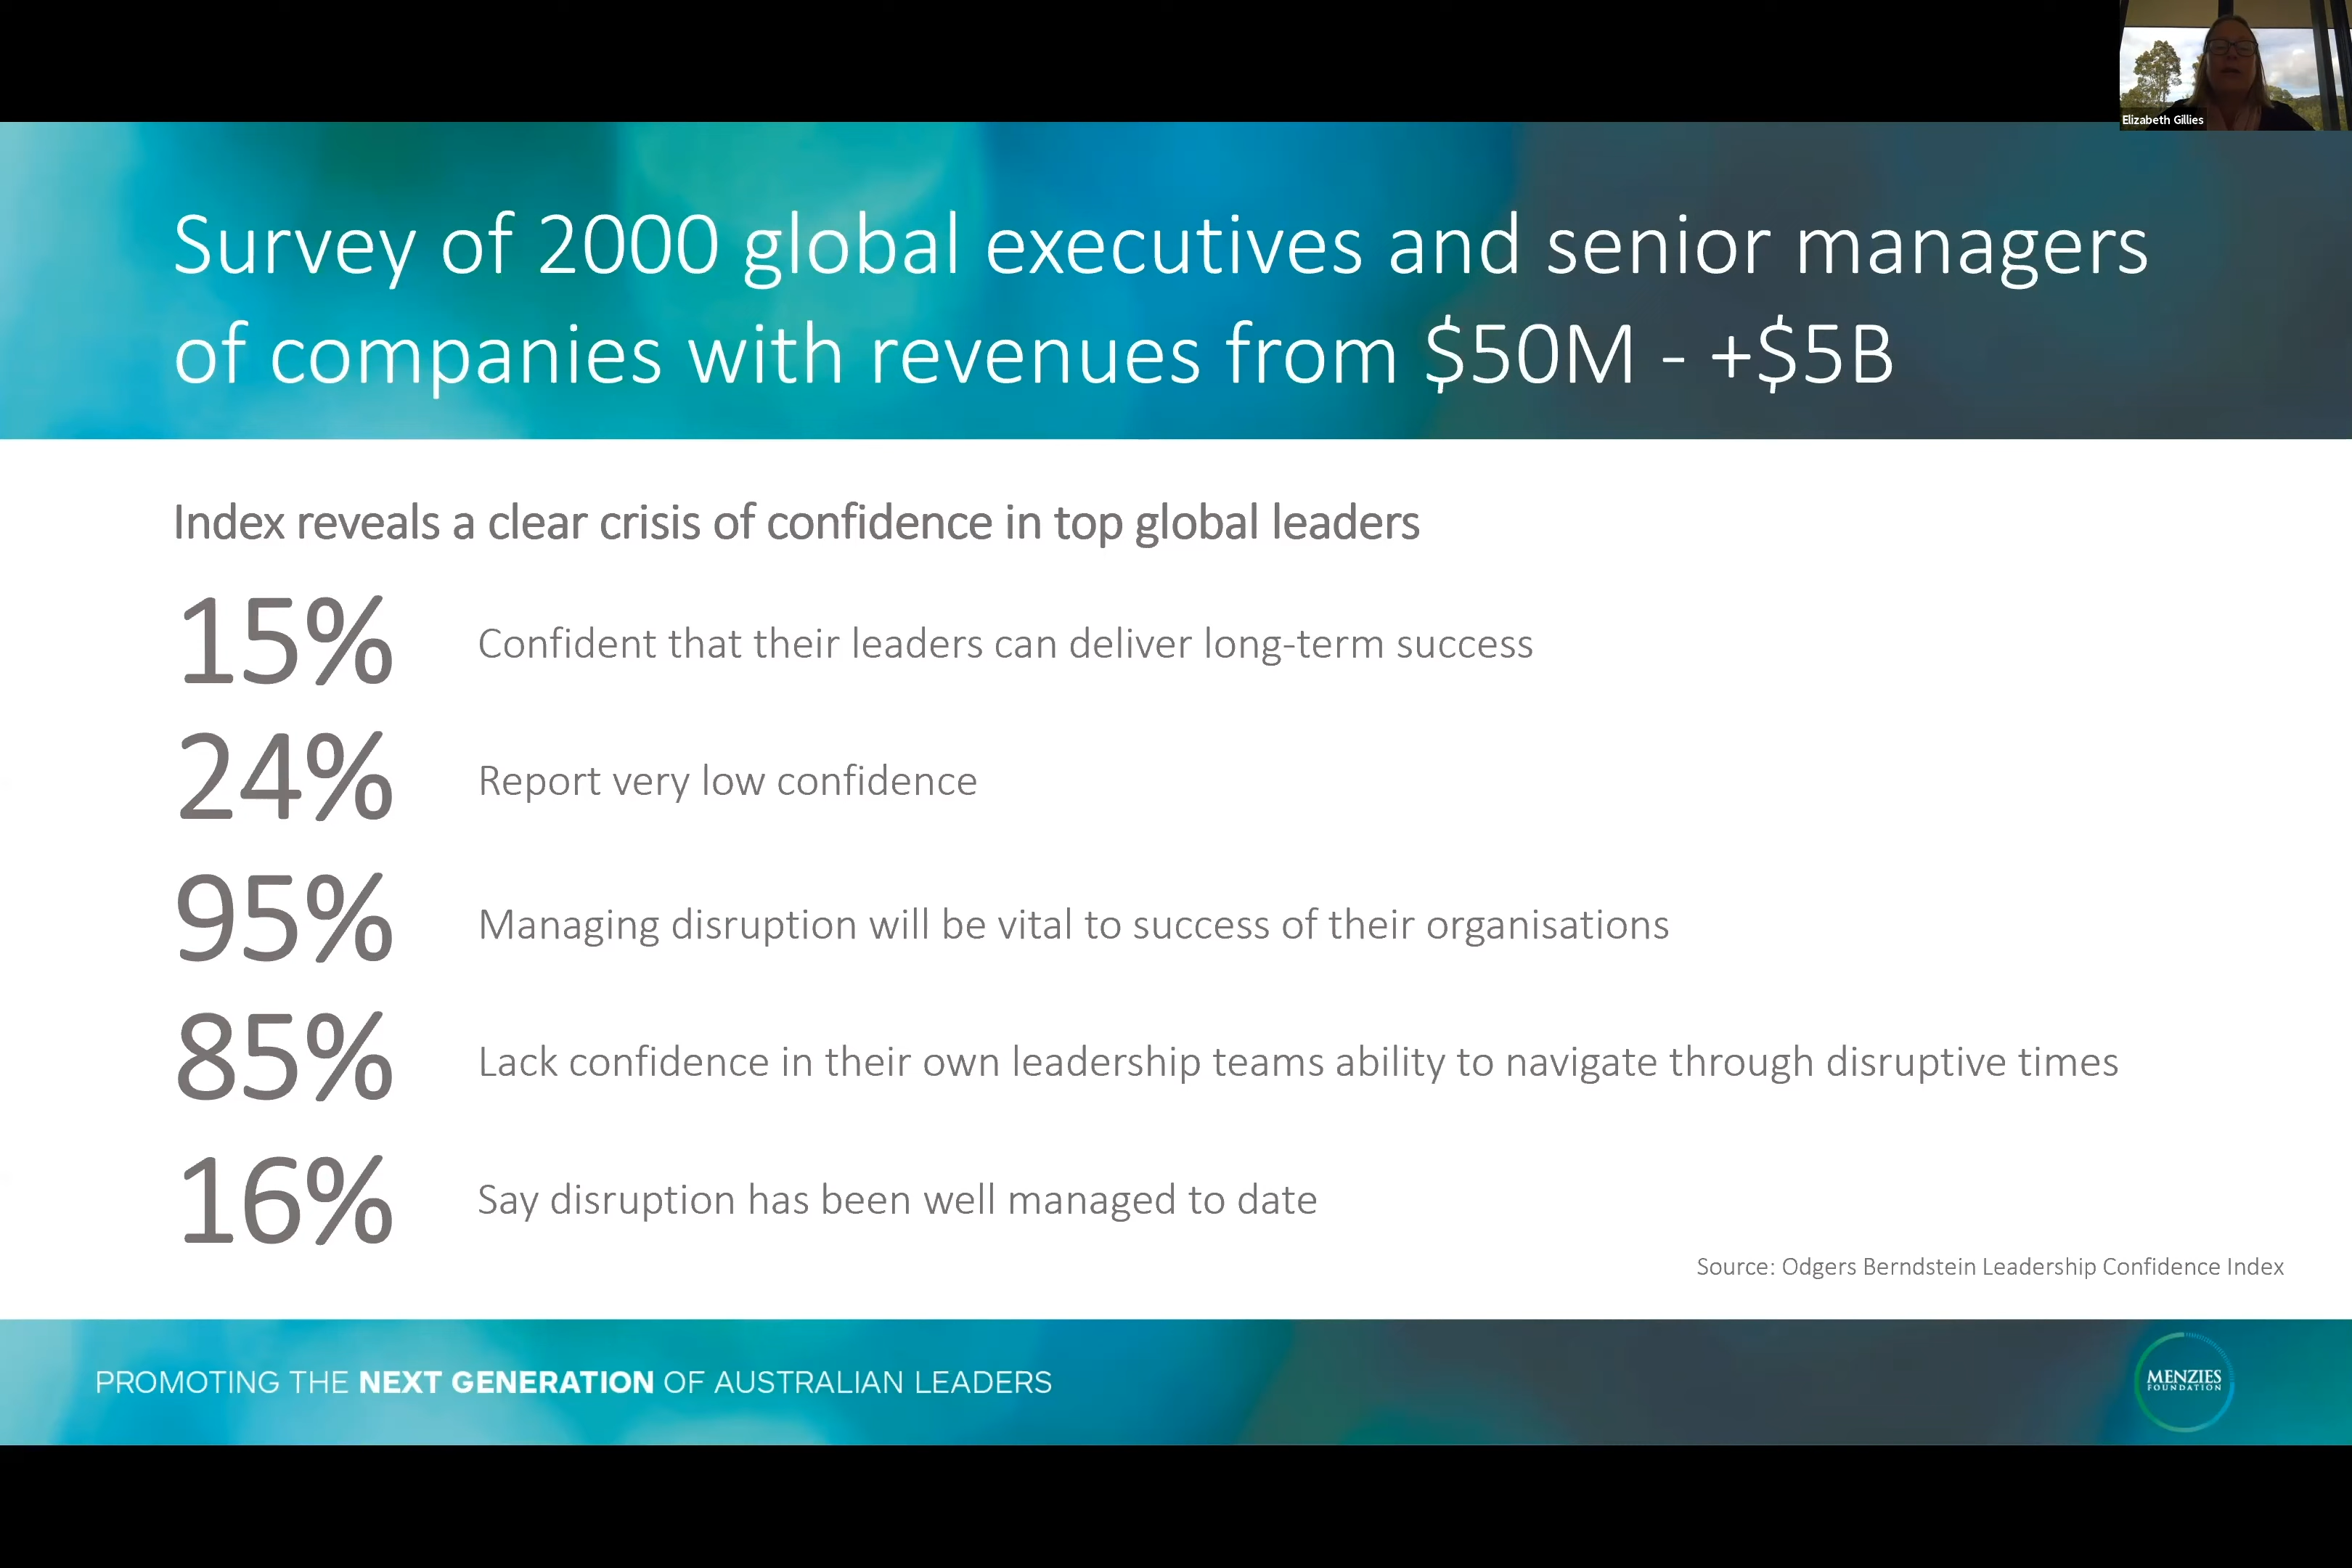 Elizabeth Gillies
Survey of 2000 global executives and senior managers
of companies with revenues from $50M - +$5B
Index reveals a clear crisis of confidence in top global leaders
15% Confident that their leaders can deliver long-term success
24% Report very low confidence
95% Managing disruption will be vital to success of their organisations
85% Lack confidence in their own leadership teams ability to navigate through disruptive times
16% Say disruption has been well managed to date
Source: Odgers Berndstein Leadership Confidence Index
PROMOTING THE NEXT GENERATION OF AUSTRALIAN LEADERS
MENZIES
FOUNDATION